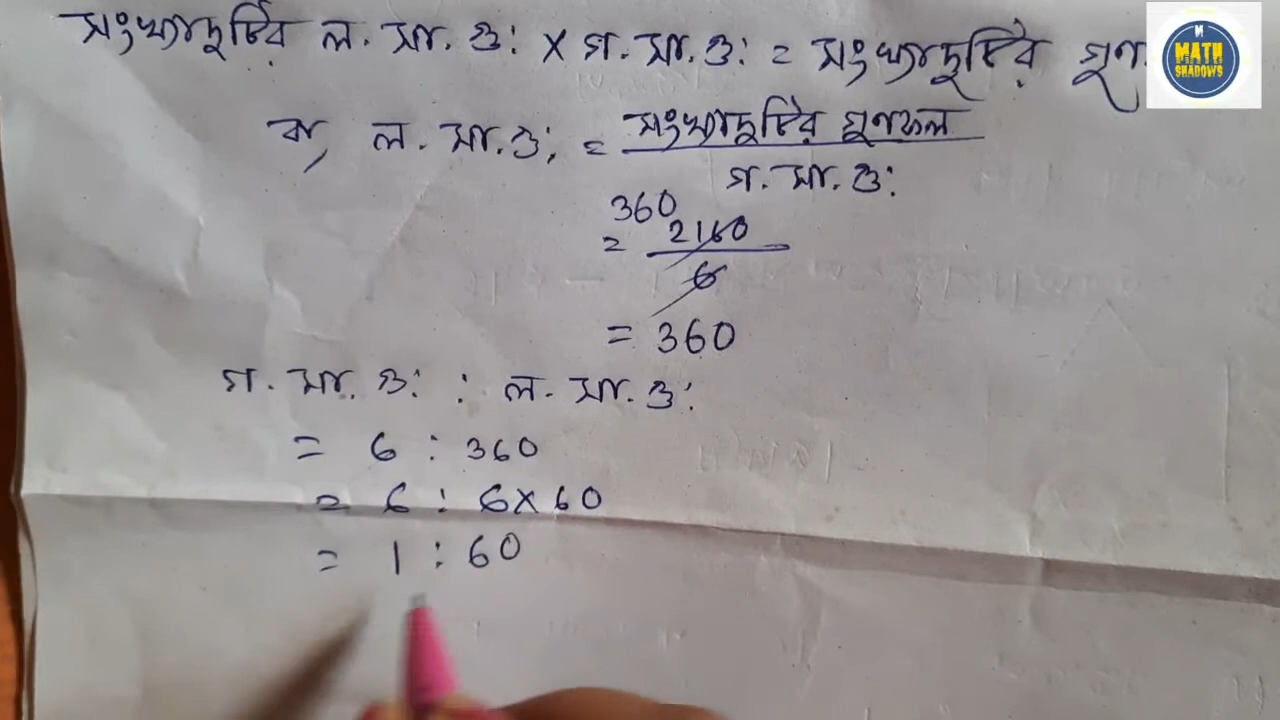 সংখ্যাদুটির ল. সা. গু: × গ. সা. গু: = সংখ্যাদুটির
M
MATH
SHADOWS
বা, ল. সা. গু: = সংখ্যাদুটির গুণফল
গ. সা. গু:
360
= 2160
6
= 360
গ. সা. গু: : ল. সা. গু:
= 6 : 360
= 6 : 6×60
= 1 : 60